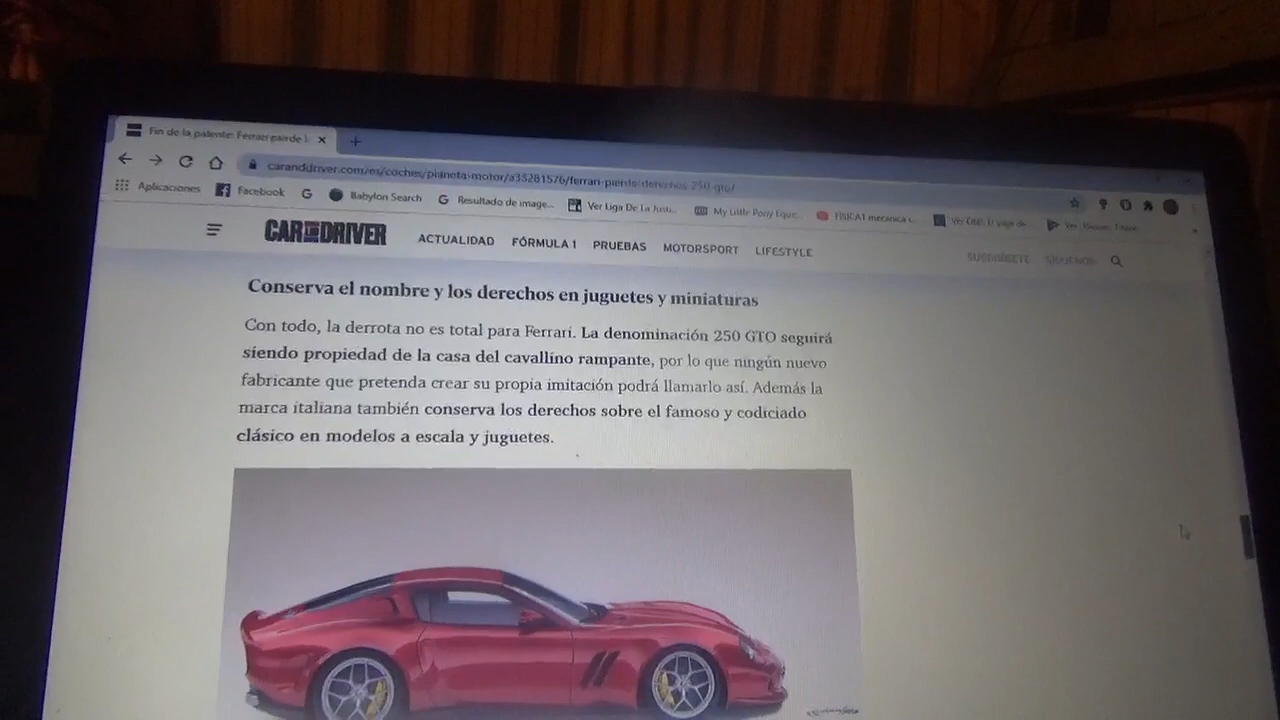 Fin de la patente: Ferrari pierde l
caranddriver.com/es/coches/planeta-motor/a35281576/ferrari-pierde-derechos-250-gto/
Aplicaciones Facebook Babylon Search Resultado de image... Ver Liga De La Justi... My Little Pony Eque... FISICA1 mecanica
CAR AND DRIVER ACTUALIDAD FÓRMULA 1 PRUEBAS MOTORSPORT LIFESTYLE SUSCRÍBETE SÍGUENOS
Conserva el nombre y los derechos en juguetes y miniaturas
Con todo, la derrota no es total para Ferrari. La denominación 250 GTO seguirá
siendo propiedad de la casa del cavallino rampante, por lo que ningún nuevo
fabricante que pretenda crear su propia imitación podrá llamarlo así. Además la
marca italiana también conserva los derechos sobre el famoso y codiciado
clásico en modelos a escala y juguetes.